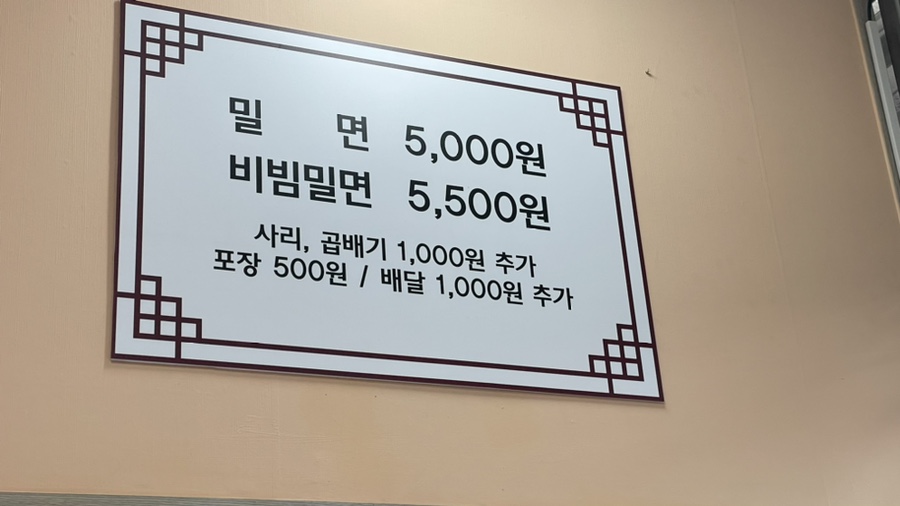 밀 면 5,000원
비빔밀면 5,500원
사리, 곱배기 1,000원 추가
포장 500원 / 배달 1,000원 추가